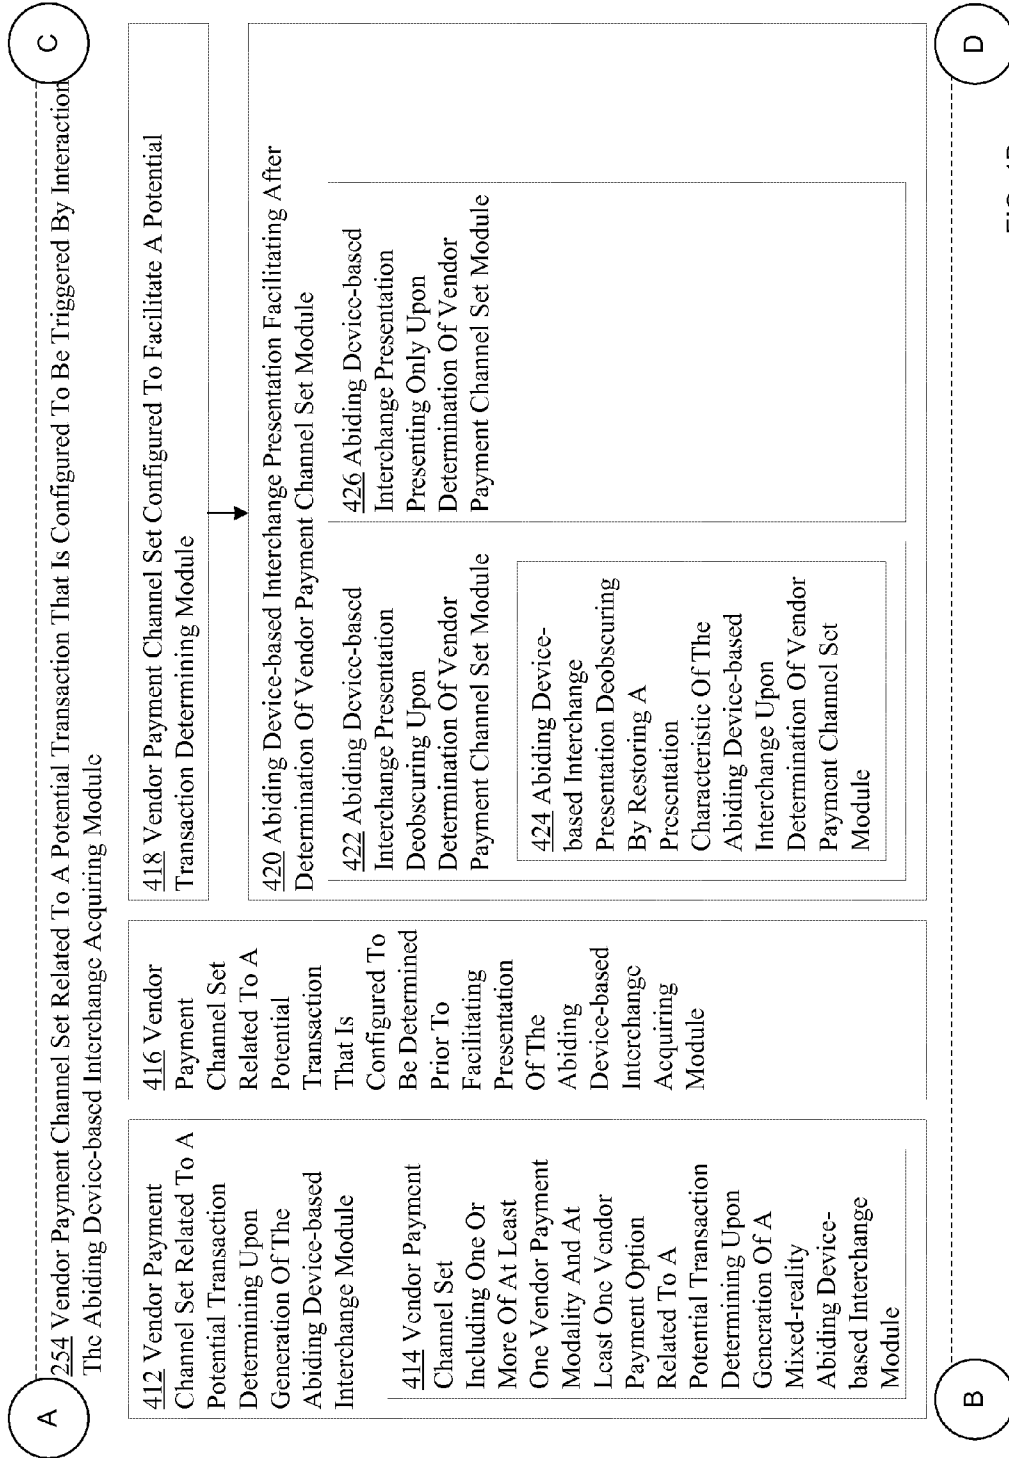 A
C
254 Vendor Payment Channel Set Related To A Potential Transaction That Is Configured To Be Triggered By Interaction
The Abiding Device-based Interchange Acquiring Module
412 Vendor Payment
Channel Set Related To A
Potential Transaction
Determining Upon
Generation Of The
Abiding Device-based
Interchange Module
414 Vendor Payment
Channel Set
Including One Or
More Of At Least
One Vendor Payment
Modality And At
Least One Vendor
Payment Option
Related To A
Potential Transaction
Determining Upon
Generation Of A
Mixed-reality
Abiding Device-
based Interchange
Module
416 Vendor
Payment
Channel Set
Related To A
Potential
Transaction
That Is
Configured To
Be Determined
Prior To
Facilitating
Presentation
Of The
Abiding
Device-based
Interchange
Acquiring
Module
418 Vendor Payment Channel Set Configured To Facilitate A Potential
Transaction Determining Module
420 Abiding Device-based Interchange Presentation Facilitating After
Determination Of Vendor Payment Channel Set Module
422 Abiding Device-based
Interchange Presentation
Deobscuring Upon
Determination Of Vendor
Payment Channel Set Module
424 Abiding Device-
based Interchange
Presentation Deobscuring
By Restoring A
Presentation
Characteristic Of The
Abiding Device-based
Interchange Upon
Determination Of Vendor
Payment Channel Set
Module
426 Abiding Device-based
Interchange Presentation
Presenting Only Upon
Determination Of Vendor
Payment Channel Set Module
B
D